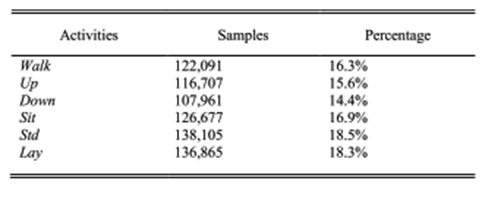 Activities Samples Percentage
Walk 122,091 16.3%
Up 116,707 15.6%
Down 107,961 14.4%
Sit 126,677 16.9%
Std 138,105 18.5%
Lay 136,865 18.3%